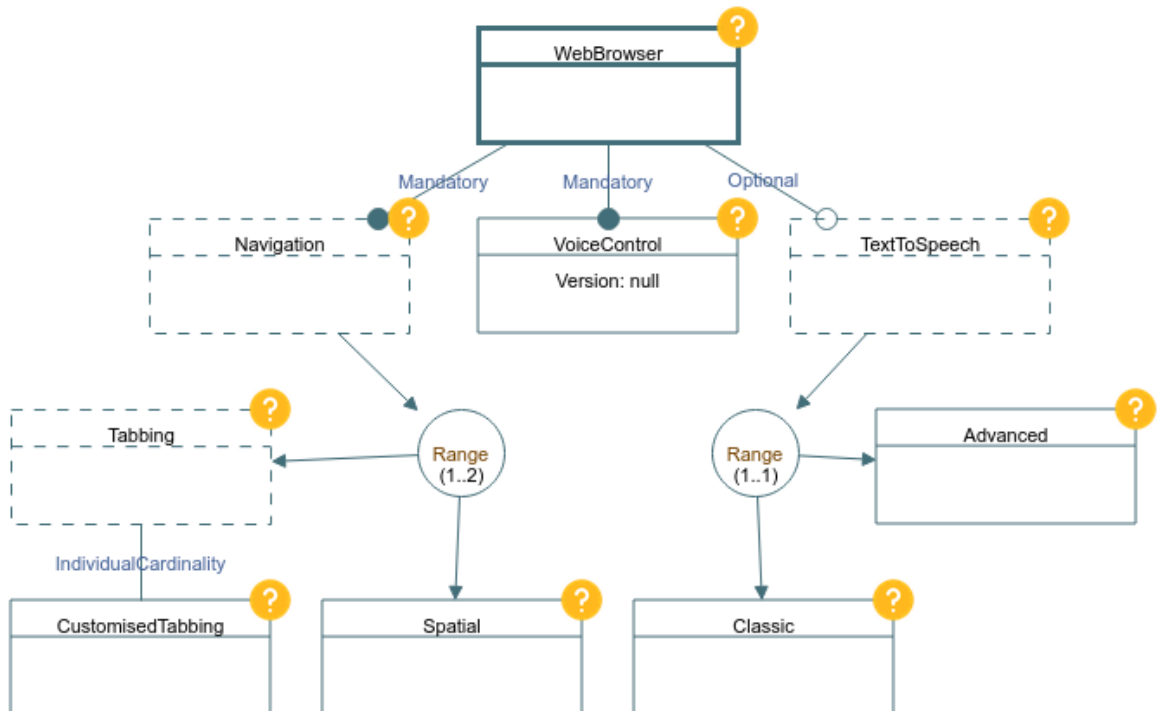 ?
WebBrowser
Mandatory
Mandatory
Optional
?
?
?
Navigation
VoiceControl
TextToSpeech
Version: null
?
?
Tabbing
Advanced
Range
(1..2)
Range
(1..1)
IndividualCardinality
?
?
?
CustomisedTabbing
Spatial
Classic